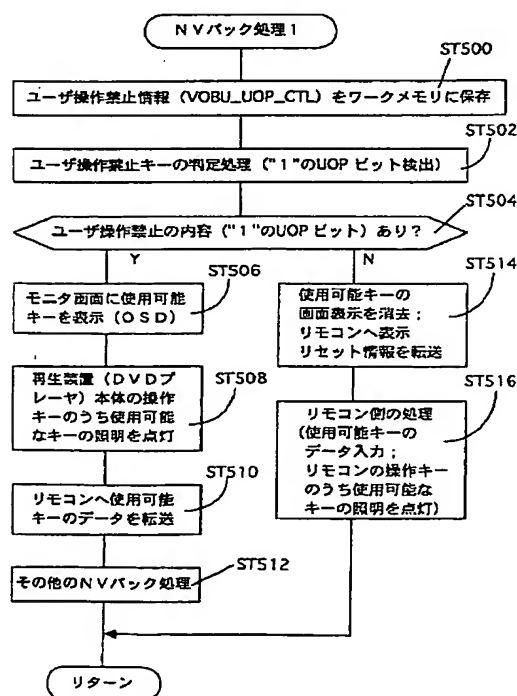 NVパック処理1
ST500
ユーザ操作禁止情報（VOBU_UOP_CTL）をワークメモリに保存
ST502
ユーザ操作禁止キーの判定処理（"1"のUOP ビット検出）
ST504
ユーザ操作禁止の内容（"1"のUOP ビット）あり？
Y
N
ST506
モニタ画面に使用可能
キーを表示（OSD）
ST508
再生装置（DVDプ
レーヤ）本体の操作
キーのうち使用可能
なキーの照明を点灯
ST510
リモコンへ使用可能
キーのデータを転送
ST512
その他のNVパック処理
ST514
使用可能キーの
画面表示を消去；
リモコンへ表示
リセット情報を転送
ST516
リモコン側の処理
（使用可能キーの
データ入力；
リモコンの操作キー
のうち使用可能な
キーの照明を点灯）
リターン